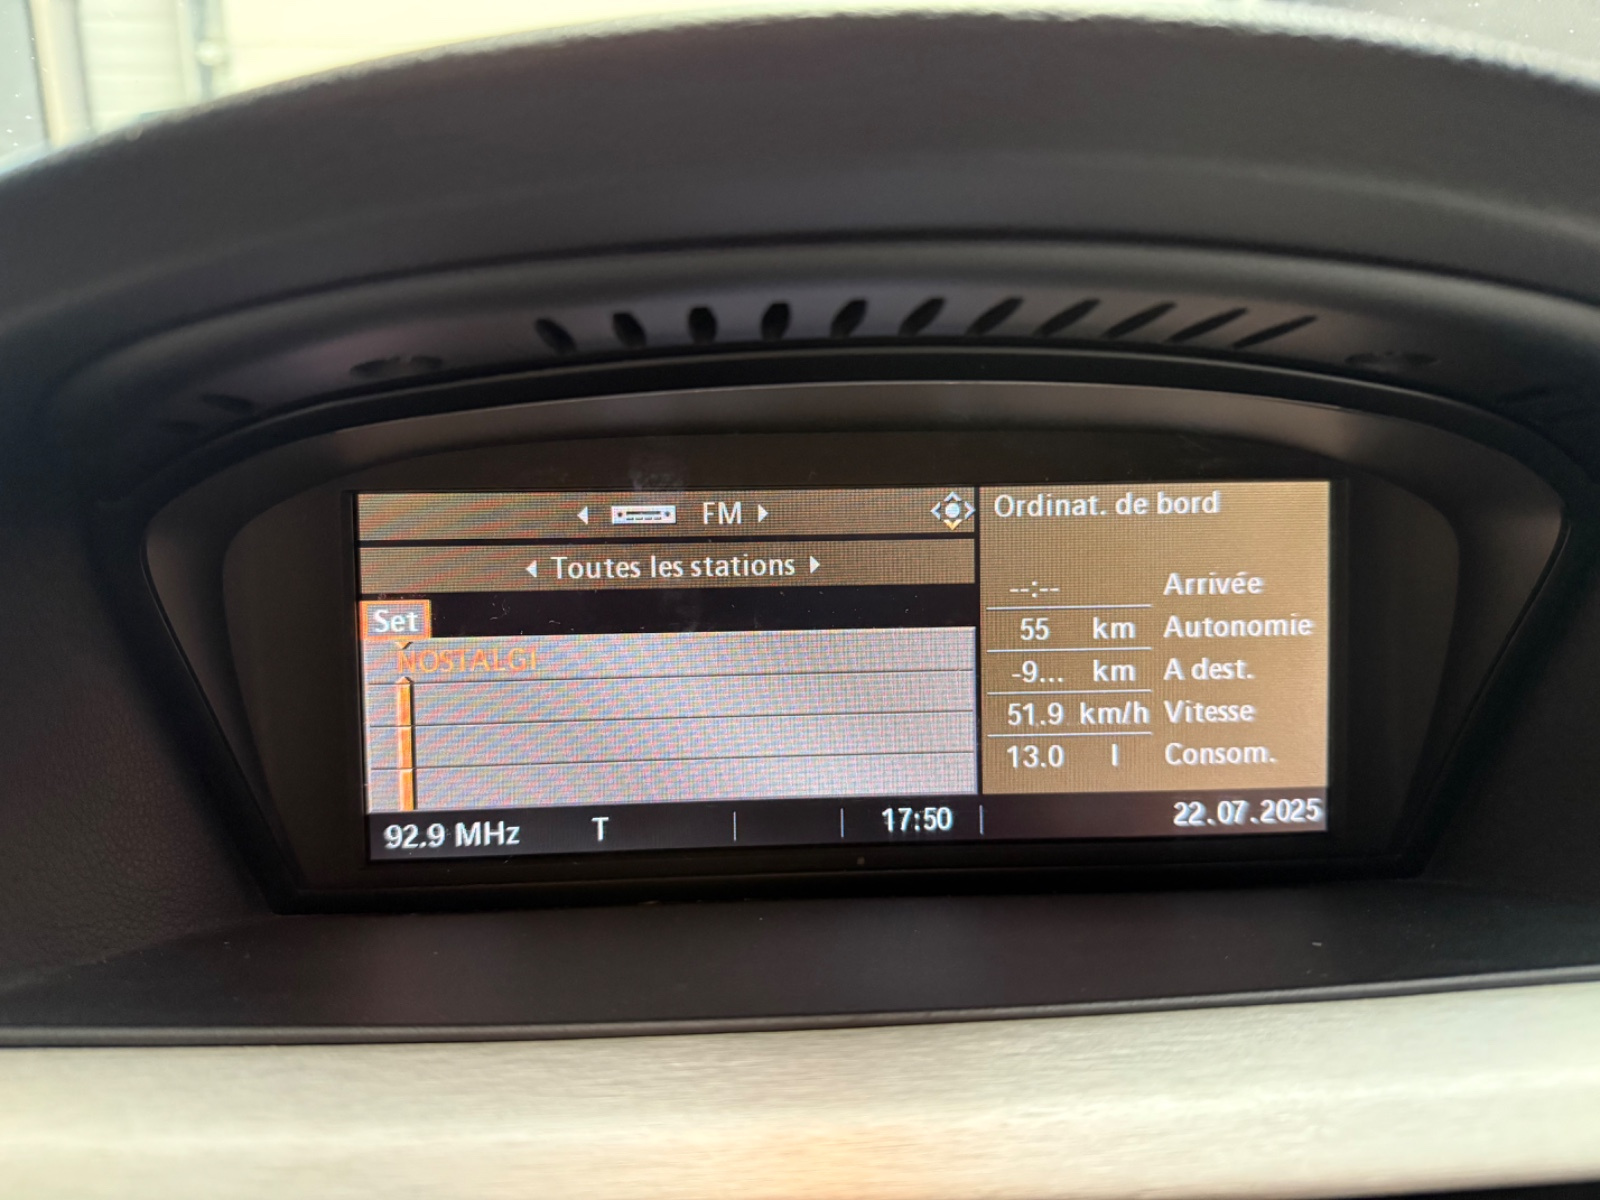 FM
Toutes les stations
Set
NOSTALGI
92.9 MHz T 17:50
Ordinat. de bord
--:-- Arrivée
55 km Autonomie
-9... km A dest.
51.9 km/h Vitesse
13.0 l Consom.
22.07.2025